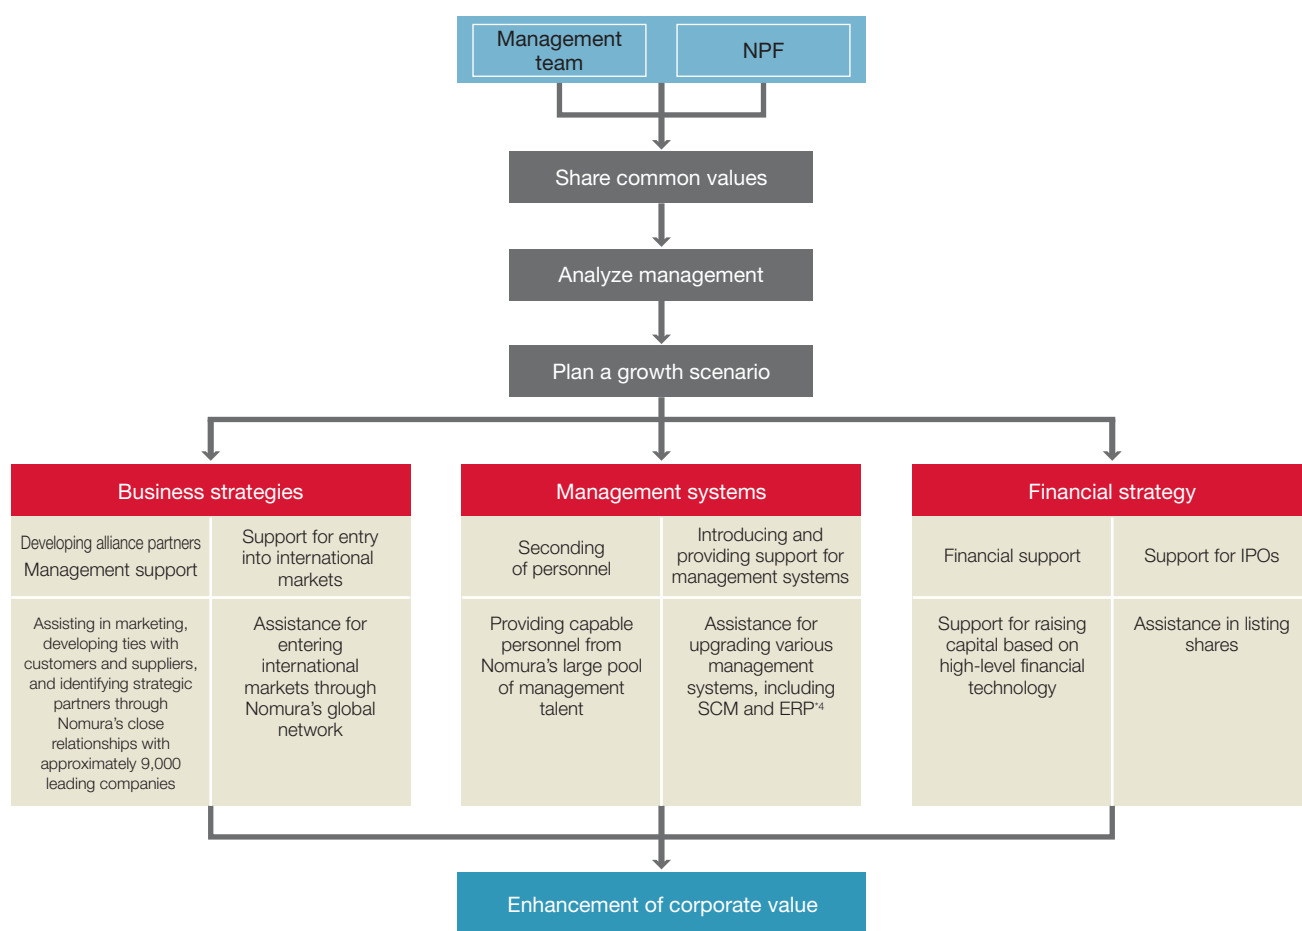 Management
team
NPF
Share common values
Analyze management
Plan a growth scenario
Business strategies
Developing alliance partners
Management support
Support for entry
into international
markets
Assisting in marketing,
developing ties with
customers and suppliers,
and identifying strategic
partners through
Nomura’s close
relationships with
approximately 9,000
leading companies
Assistance for
entering
international
markets through
Nomura’s global
network
Management systems
Seconding
of personnel
Introducing and
providing support for
management systems
Providing capable
personnel from
Nomura’s large pool
of management
talent
Assistance for
upgrading various
management
systems, including
SCM and ERP*4
Financial strategy
Financial support
Support for IPOs
Support for raising
capital based on
high-level financial
technology
Assistance in listing
shares
Enhancement of corporate value